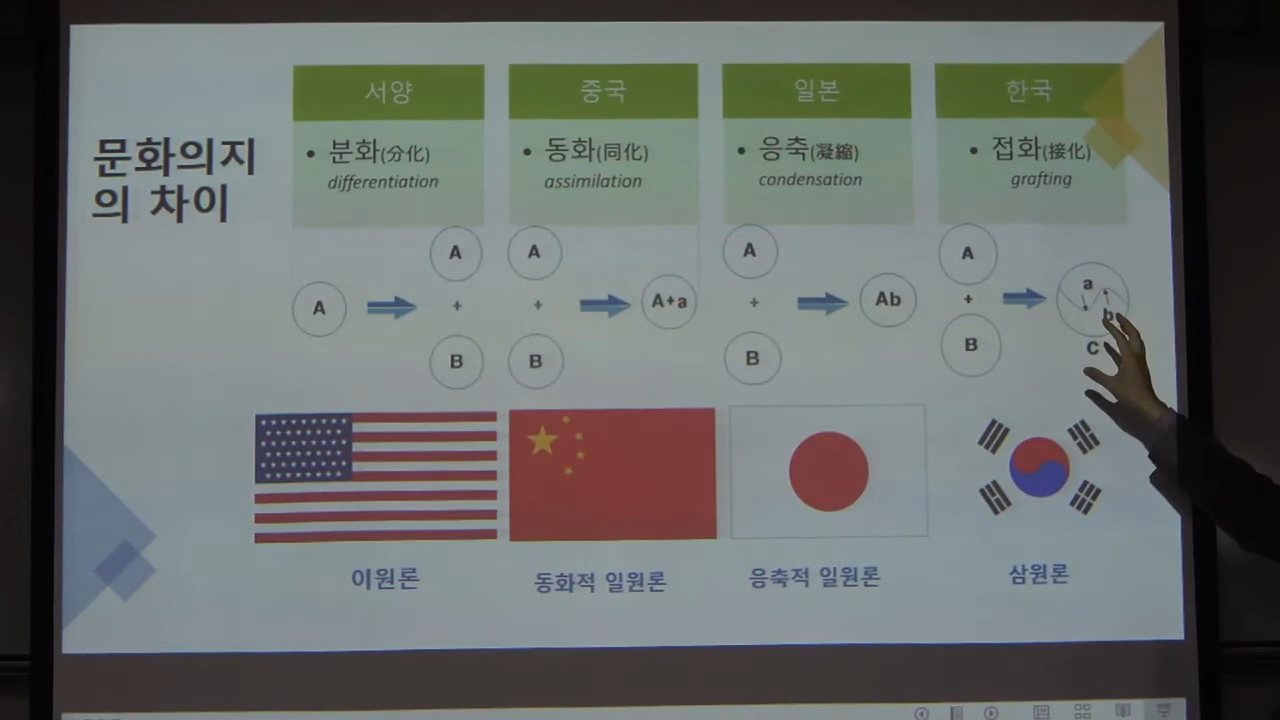 문화의지
의 차이
서양
• 분화(分化)
differentiation
A
A
+
B
중국
• 동화(同化)
assimilation
A
+
B
A+a
일본
• 응축(凝縮)
condensation
A
+
B
Ab
한국
• 접화(接化)
grafting
A
+
B
a
b
C
이원론
동화적 일원론
응축적 일원론
삼원론